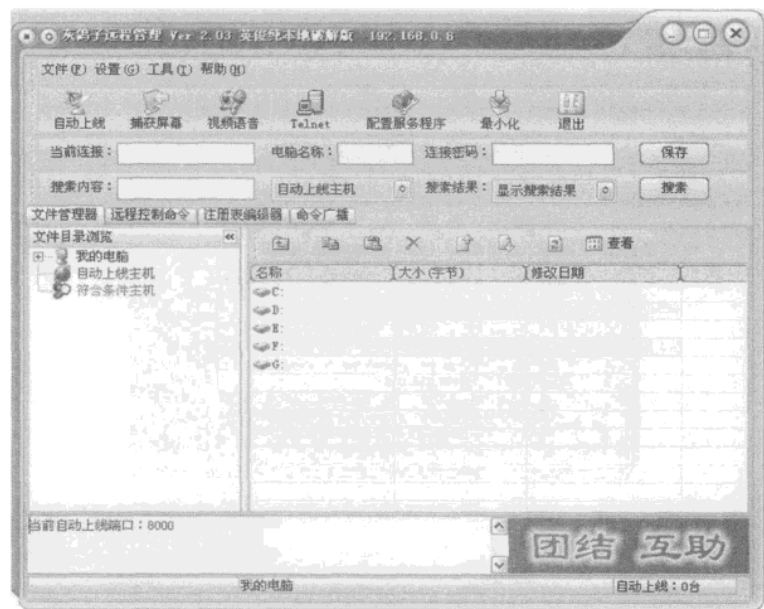 灰鸽子远程管理 Ver 2.03 英俊纯本地破解版 192.168.0.8
文件(F) 设置(G) 工具(T) 帮助(H)
自动上线 捕获屏幕 视频语音 Telnet 配置服务程序 最小化 退出
当前连接: 电脑名称: 连接密码: 保存
搜索内容: 自动上线主机 搜索结果: 显示搜索结果 搜索
文件管理器 远程控制命令 注册表编辑器 命令广播
文件目录浏览
查看
我的电脑
自动上线主机
符合条件主机
名称 大小(字节) 修改日期
C:
D:
E:
F:
G:
当前自动上线端口:8000
团结 互助
我的电脑
自动上线:0台